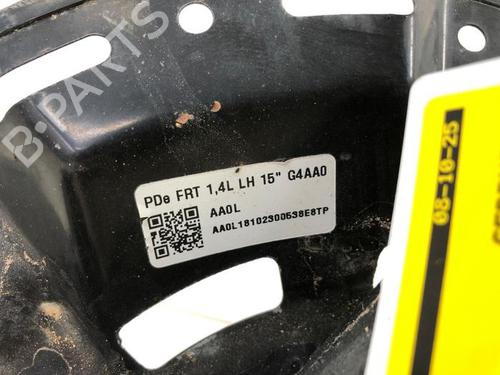 B-PARTS
PDe FRT 1,4L LH 15" G4AA0
AA0L
AA0L18102300538E8TP
08-10-25